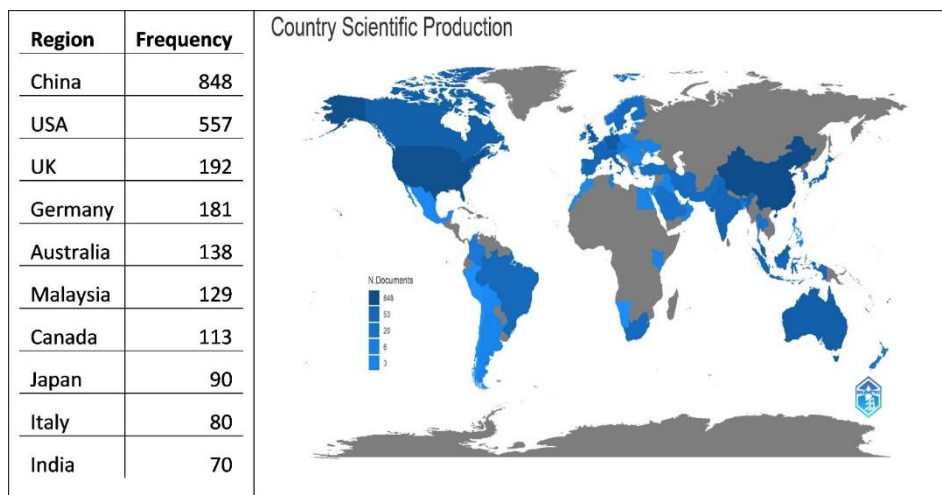 Region Frequency
China 848
USA 557
UK 192
Germany 181
Australia 138
Malaysia 129
Canada 113
Japan 90
Italy 80
India 70
Country Scientific Production
N.Documents
848
53
20
6
3